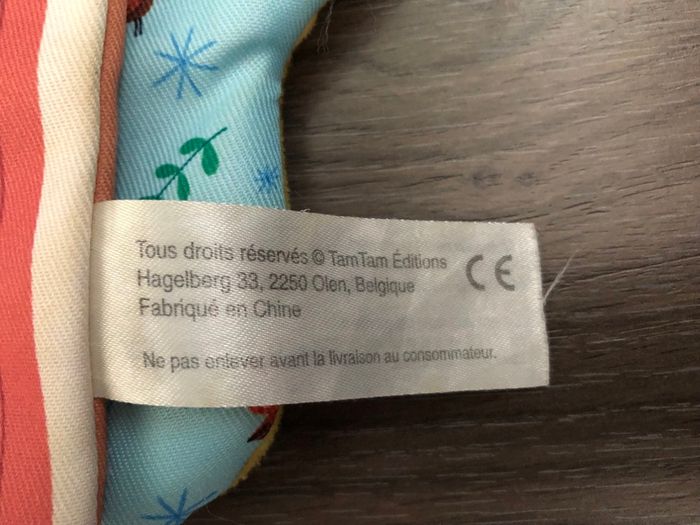 Tous droits réservés © TamTam Éditions
Hagelberg 33, 2250 Olen, Belgique
Fabriqué en Chine
CE
Ne pas enlever avant la livraison au consommateur.